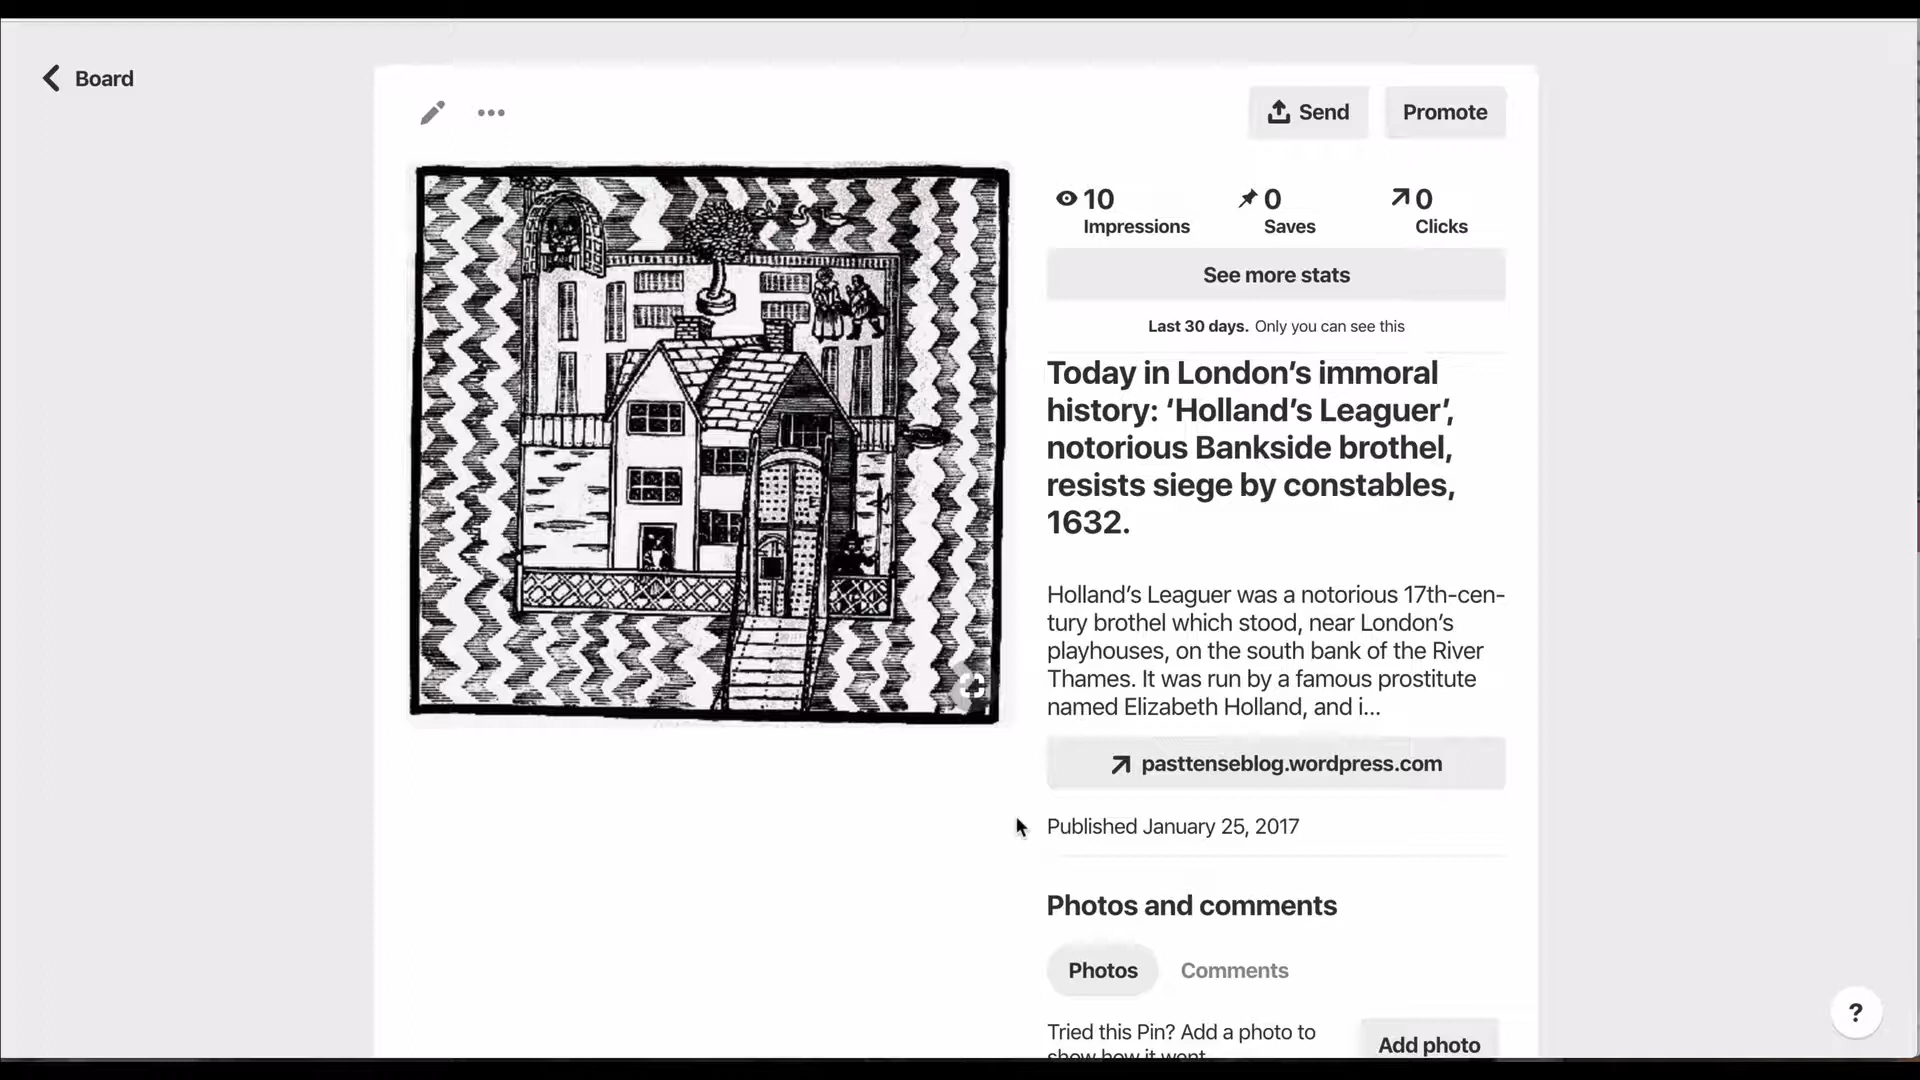 Board
Send
Promote
10
Impressions
0
Saves
0
Clicks
See more stats
Last 30 days. Only you can see this
Today in London’s immoral
history: ‘Holland’s Leaguer’,
notorious Bankside brothel,
resists siege by constables,
1632.
Holland’s Leaguer was a notorious 17th-cen-
tury brothel which stood, near London’s
playhouses, on the south bank of the River
Thames. It was run by a famous prostitute
named Elizabeth Holland, and i...
pasttenseblog.wordpress.com
Published January 25, 2017
Photos and comments
Photos
Comments
Tried this Pin? Add a photo to
show how it went
Add photo
?